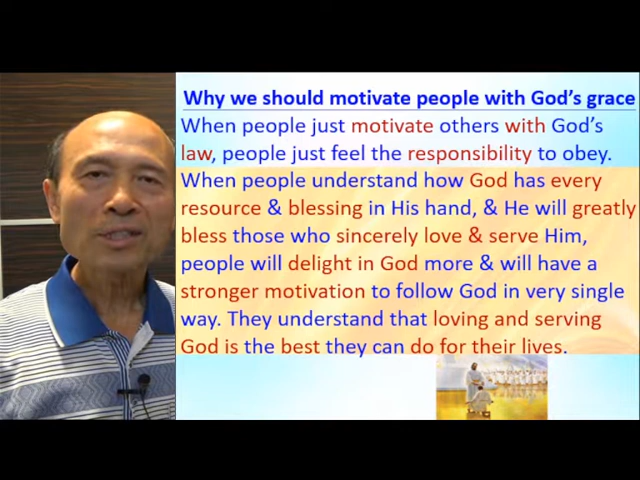 Why we should motivate people with God's grace
When people just motivate others with God's
law, people just feel the responsibility to obey.
When people understand how God has every
resource & blessing in His hand, & He will greatly
bless those who sincerely love & serve Him,
people will delight in God more & will have a
stronger motivation to follow God in very single
way. They understand that loving and serving
God is the best they can do for their lives.